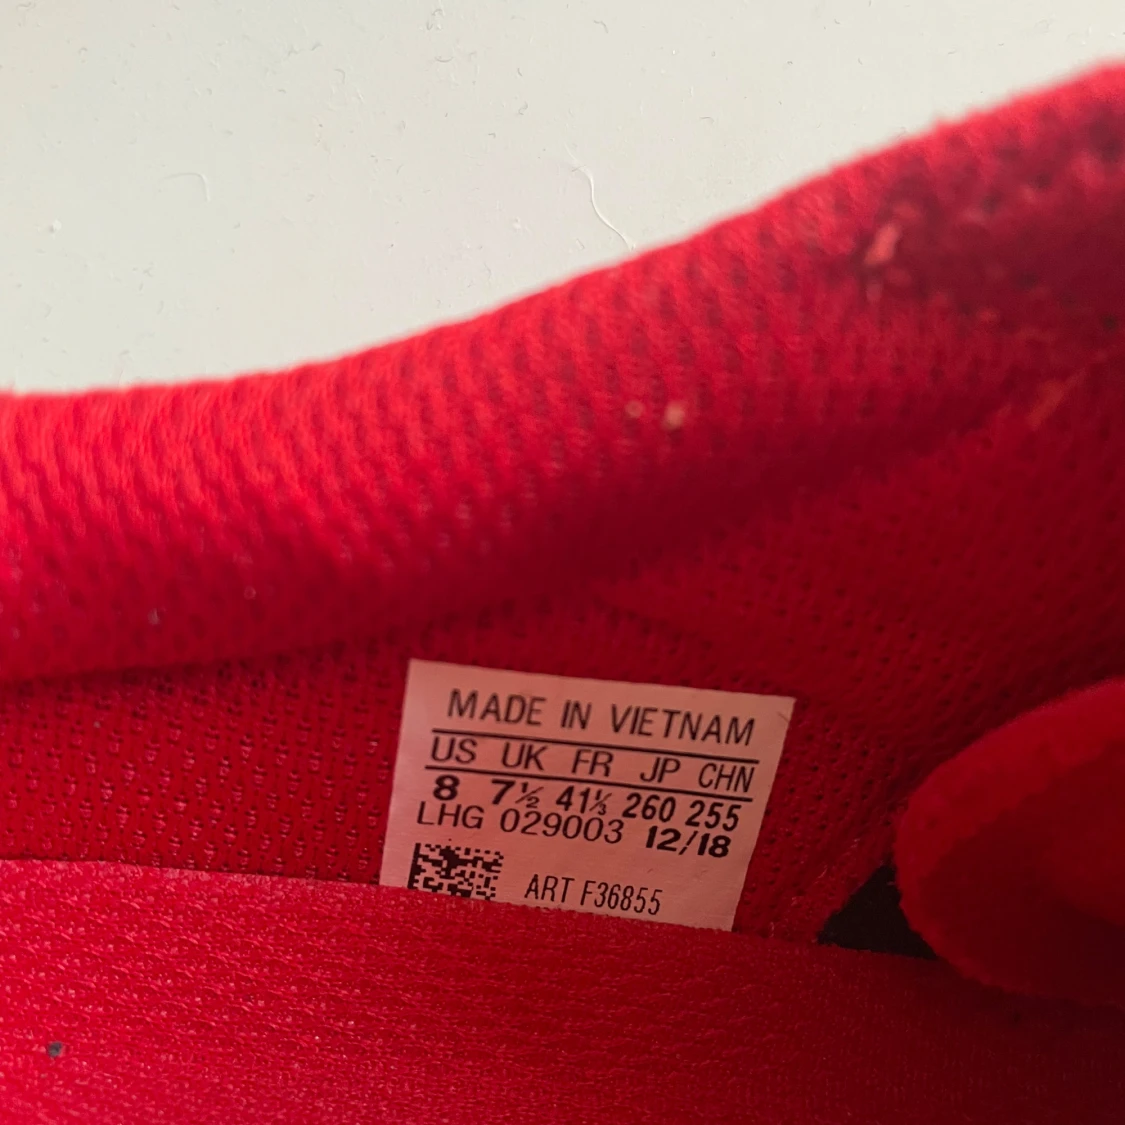 MADE IN VIETNAM
US UK FR JP CHN
8 7½ 41⅓ 260 255
LHG 029003 12/18
ART F36855